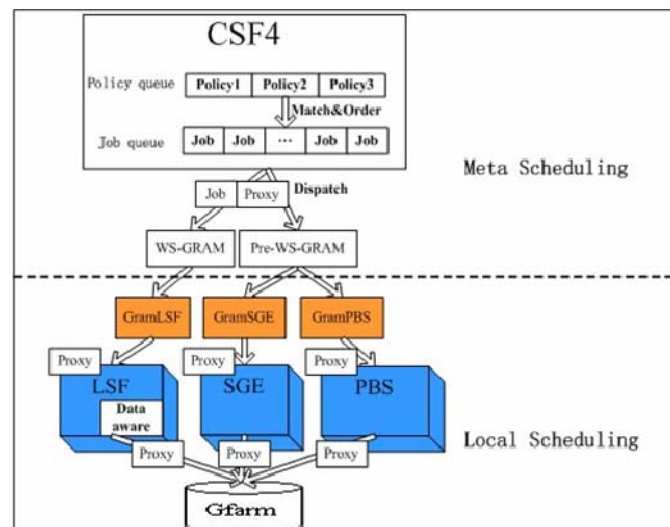 CSF4
Policy queue Policy1 Policy2 Policy3
Match&Order
Job queue Job Job ... Job Job
Meta Scheduling
Job Proxy Dispatch
WS-GRAM Pre-WS-GRAM
GramLSF GramSGE GramPBS
Proxy Proxy Proxy
LSF SGE PBS
Data
aware
Local Scheduling
Proxy Proxy Proxy
Gfarm